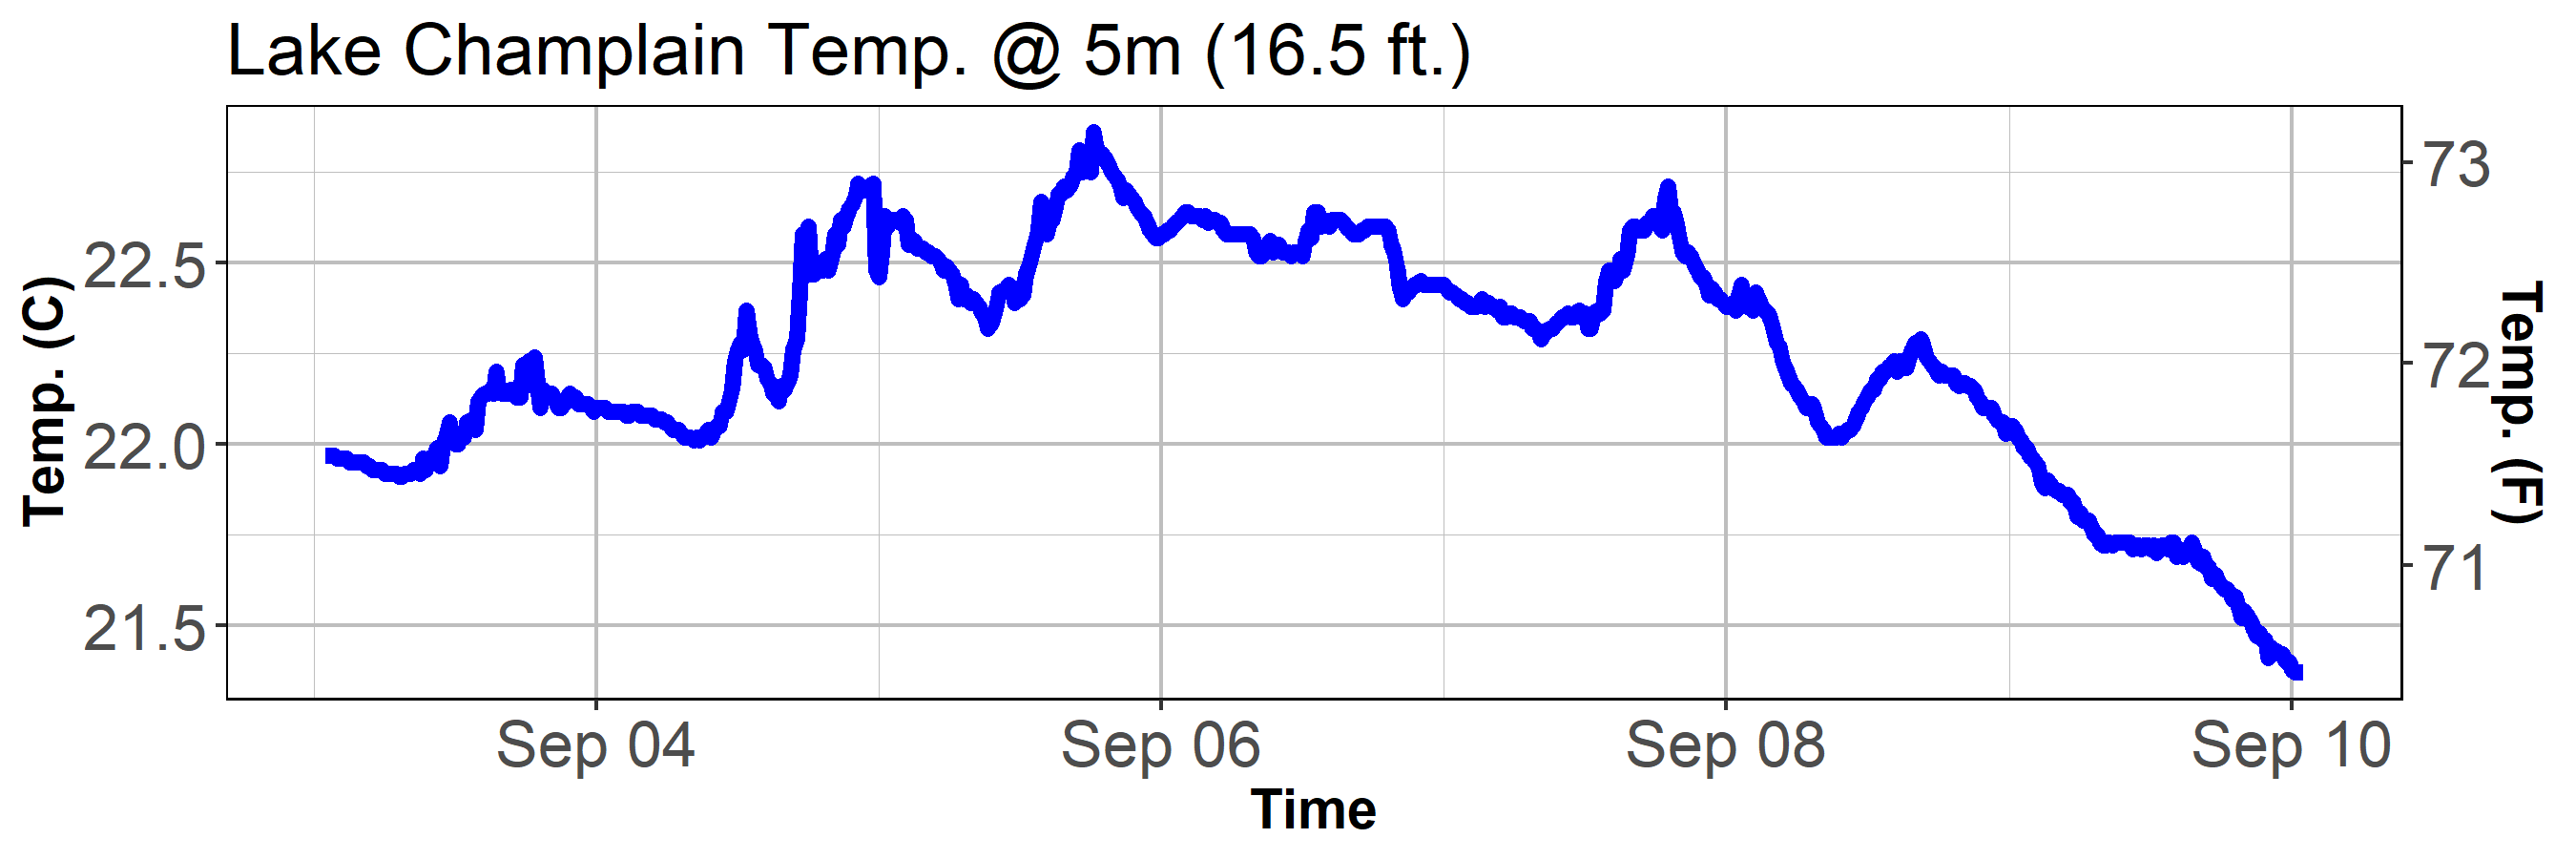 Lake Champlain Temp. @ 5m (16.5 ft.)
Temp. (C)
22.5
22.0
21.5
73
72
71
Temp. (F)
Sep 04 Sep 06 Sep 08 Sep 10
Time